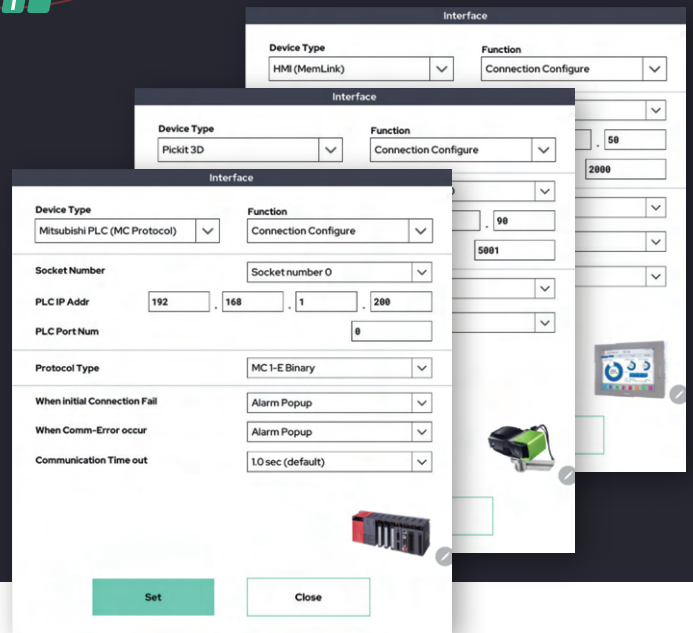 Interface
Device Type Function
HMI (MemLink) Connection Configure
. 50
2000
Interface
Device Type Function
Pickit 3D Connection Configure
. 90
5001
Interface
Device Type Function
Mitsubishi PLC (MC Protocol) Connection Configure
Socket Number Socket number 0
PLC IP Addr 192 . 168 . 1 . 200
PLC Port Num 0
Protocol Type MC 1-E Binary
When initial Connection Fail Alarm Popup
When Comm-Error occur Alarm Popup
Communication Time out 1.0 sec (default)
Set Close